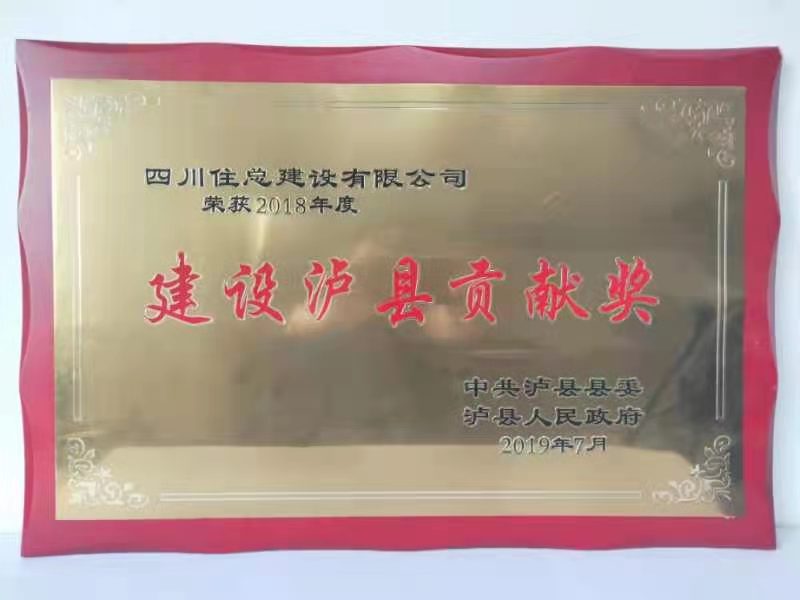 四川住总建设有限公司
荣获2018年度
建设泸县贡献奖
中共泸县县委
泸县人民政府
2019年7月